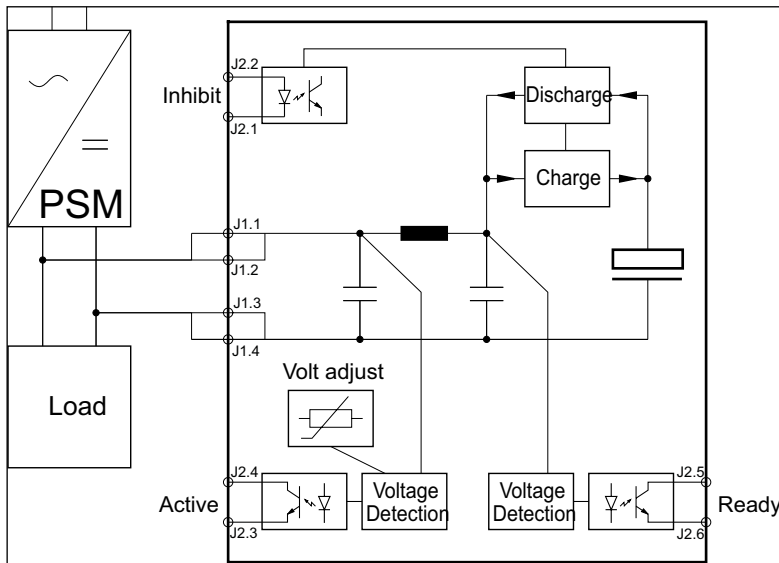 J2.2
Inhibit
J2.1
Discharge
Charge
PSM
J1.1
J1.2
J1.3
J1.4
Load
Volt adjust
J2.4
Active
J2.3
Voltage
Detection
Voltage
Detection
J2.5
Ready
J2.6